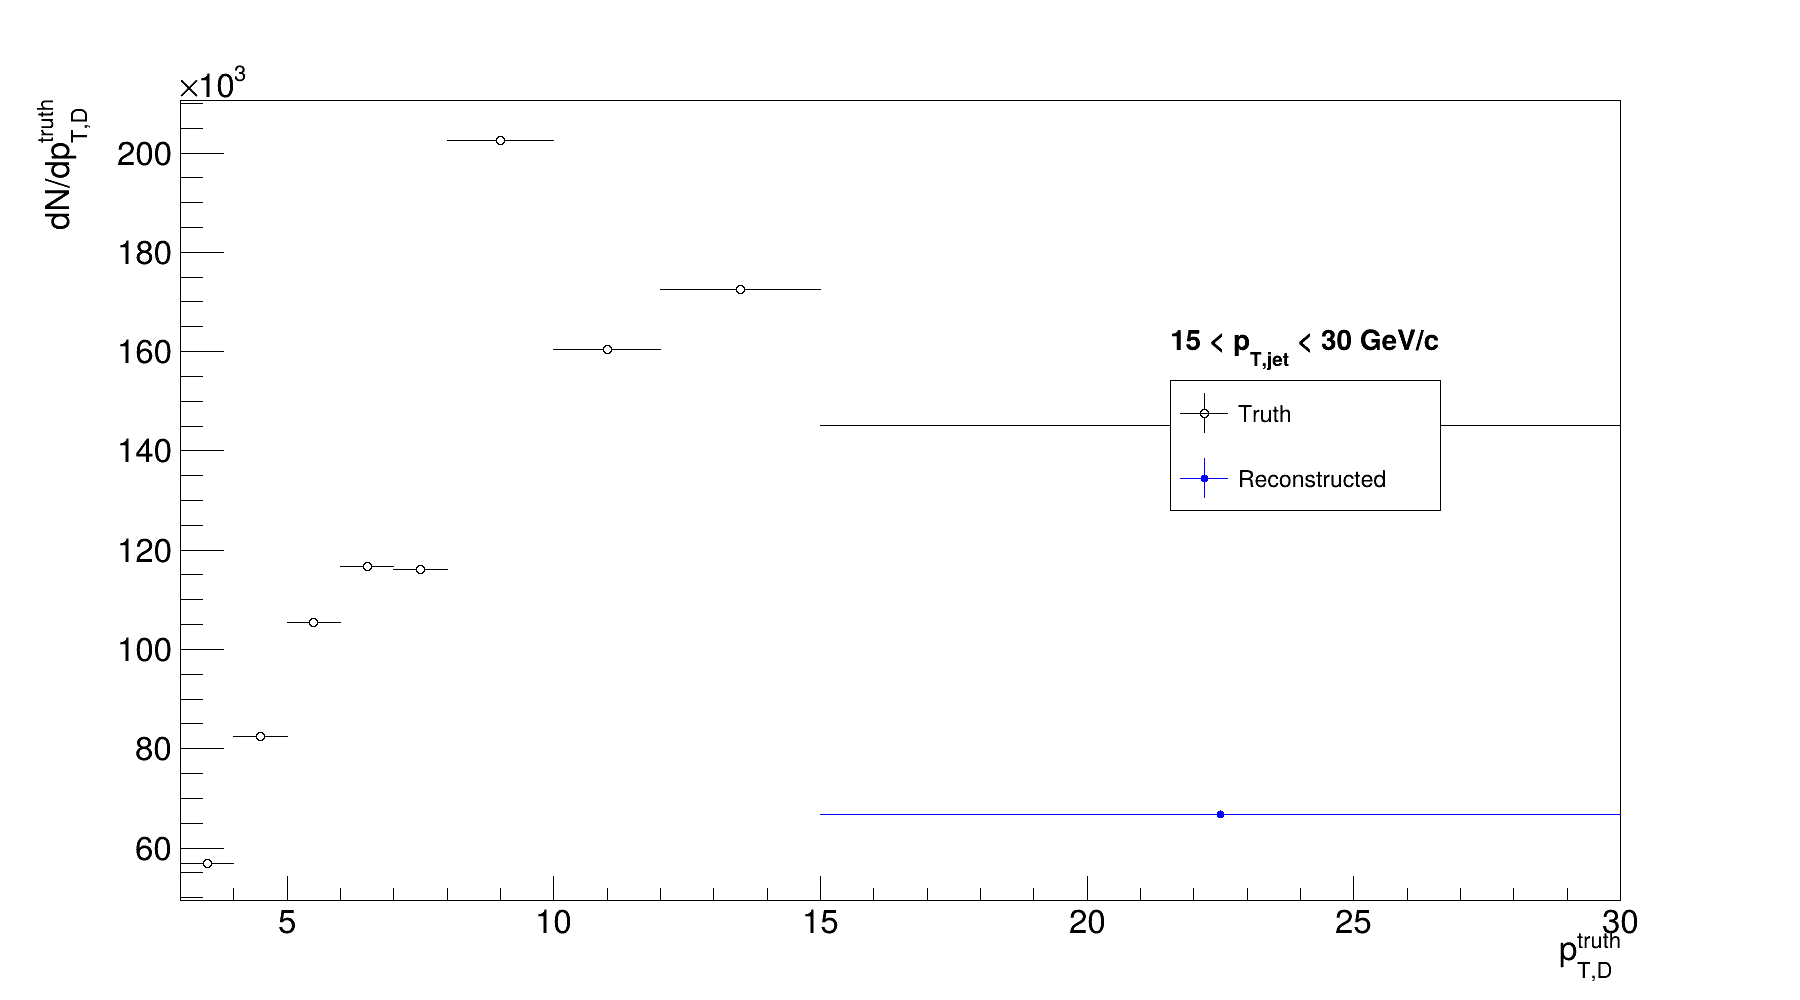 ×10³
dN/dp^truth_T,D
200
180
160
140
120
100
80
60
15 < p_T,jet < 30 GeV/c
Truth
Reconstructed
5 10 15 20 25 30
p^truth_T,D